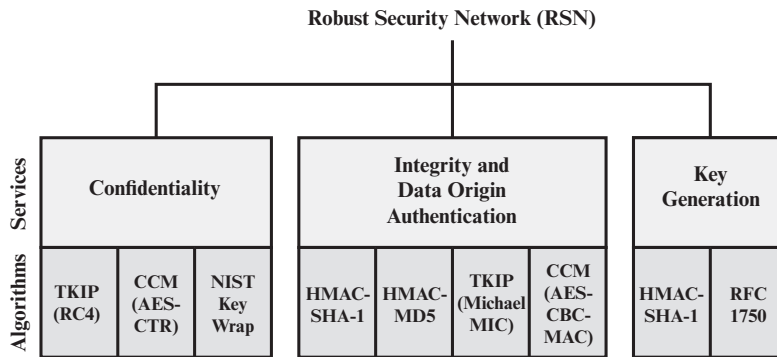 Robust Security Network (RSN)
Services
Confidentiality
Integrity and
Data Origin
Authentication
Key
Generation
Algorithms
TKIP
(RC4)
CCM
(AES-
CTR)
NIST
Key
Wrap
HMAC-
SHA-1
HMAC-
MD5
TKIP
(Michael
MIC)
CCM
(AES-
CBC-
MAC)
HMAC-
SHA-1
RFC
1750